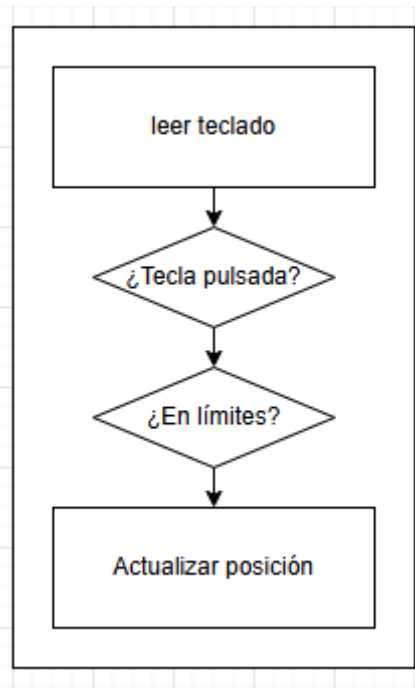 leer teclado
¿Tecla pulsada?
¿En límites?
Actualizar posición